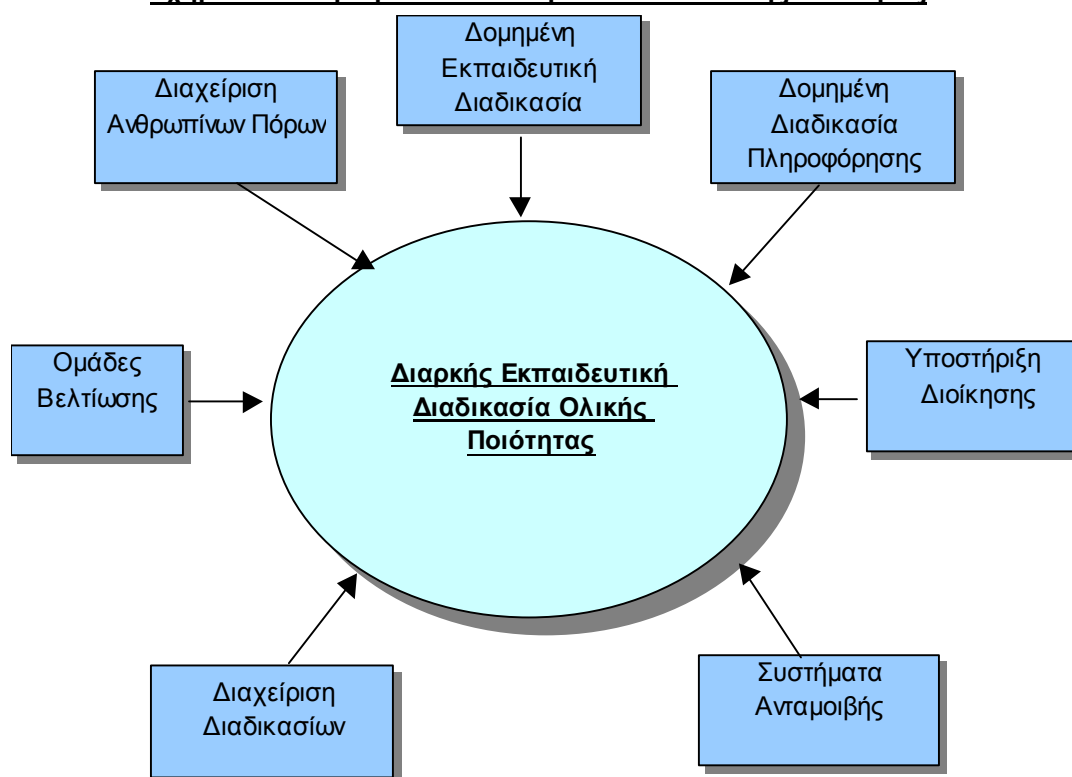 Δομημένη
Εκπαιδευτική
Διαδικασία
Διαχείριση
Ανθρωπίνων Πόρων
Δομημένη
Διαδικασία
Πληροφόρησης
Ομάδες
Βελτίωσης
Διαρκής Εκπαιδευτική
Διαδικασία Ολικής
Ποιότητας
Υποστήριξη
Διοίκησης
Διαχείριση
Διαδικασίων
Συστήματα
Ανταμοιβής